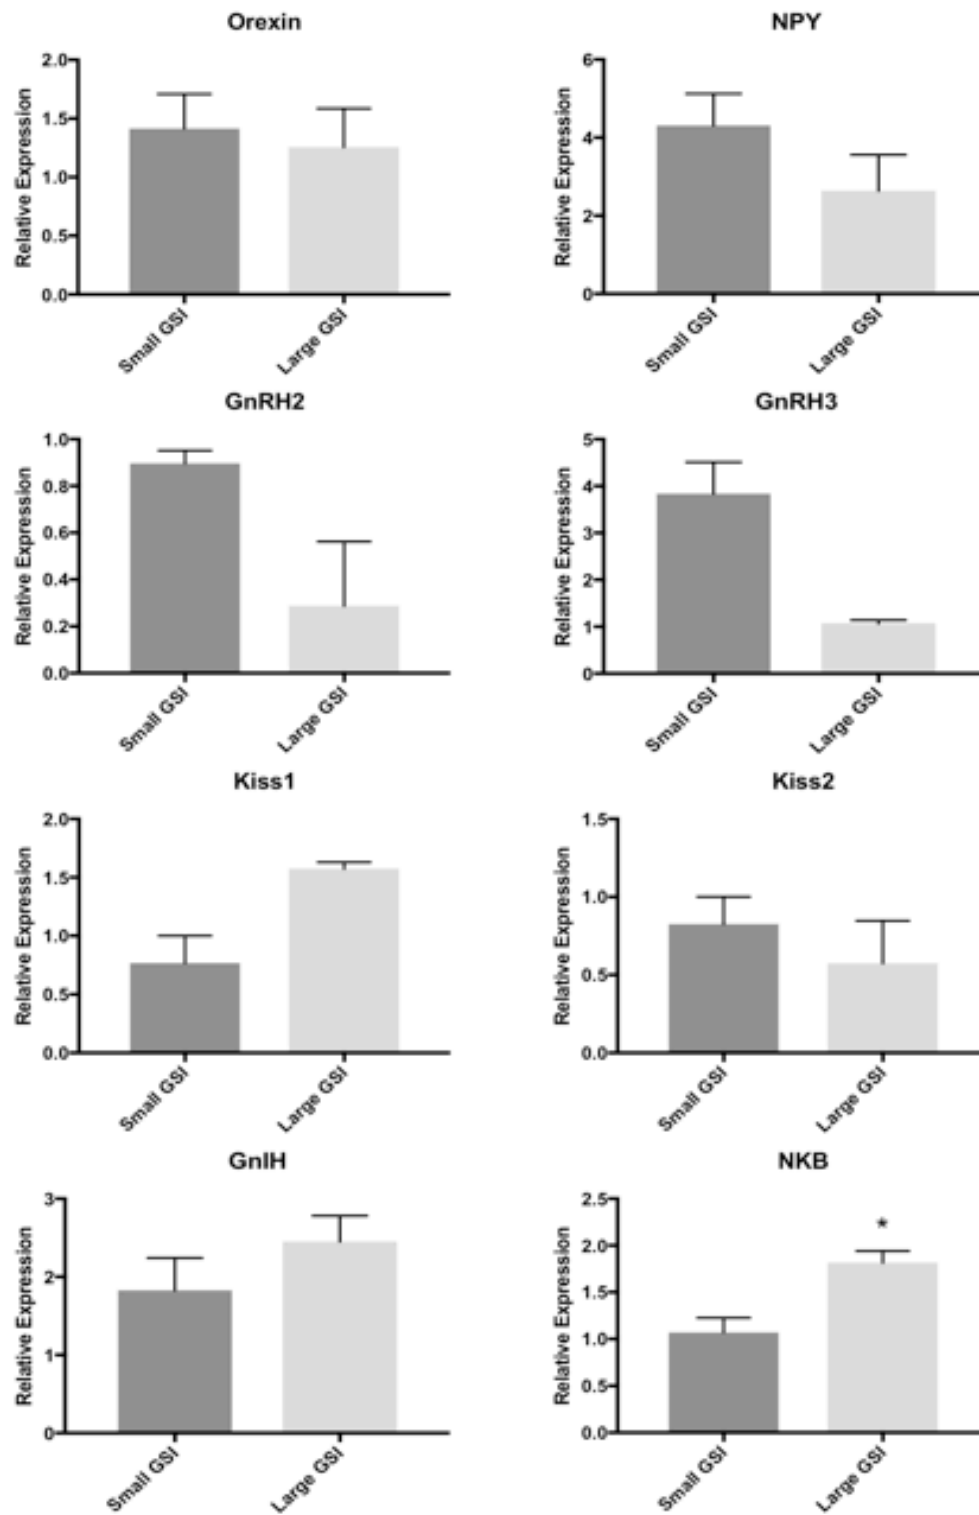 Orexin
Relative Expression
2.0
1.5
1.0
0.5
0.0
Small GSI
Large GSI
NPY
Relative Expression
6
4
2
0
Small GSI
Large GSI
GnRH2
Relative Expression
1.0
0.8
0.6
0.4
0.2
0.0
Small GSI
Large GSI
GnRH3
Relative Expression
5
4
3
2
1
0
Small GSI
Large GSI
Kiss1
Relative Expression
2.0
1.5
1.0
0.5
0.0
Small GSI
Large GSI
Kiss2
Relative Expression
1.5
1.0
0.5
0.0
Small GSI
Large GSI
GnIH
Relative Expression
3
2
1
0
Small GSI
Large GSI
NKB
Relative Expression
2.5
2.0
1.5
1.0
0.5
0.0
*
Small GSI
Large GSI